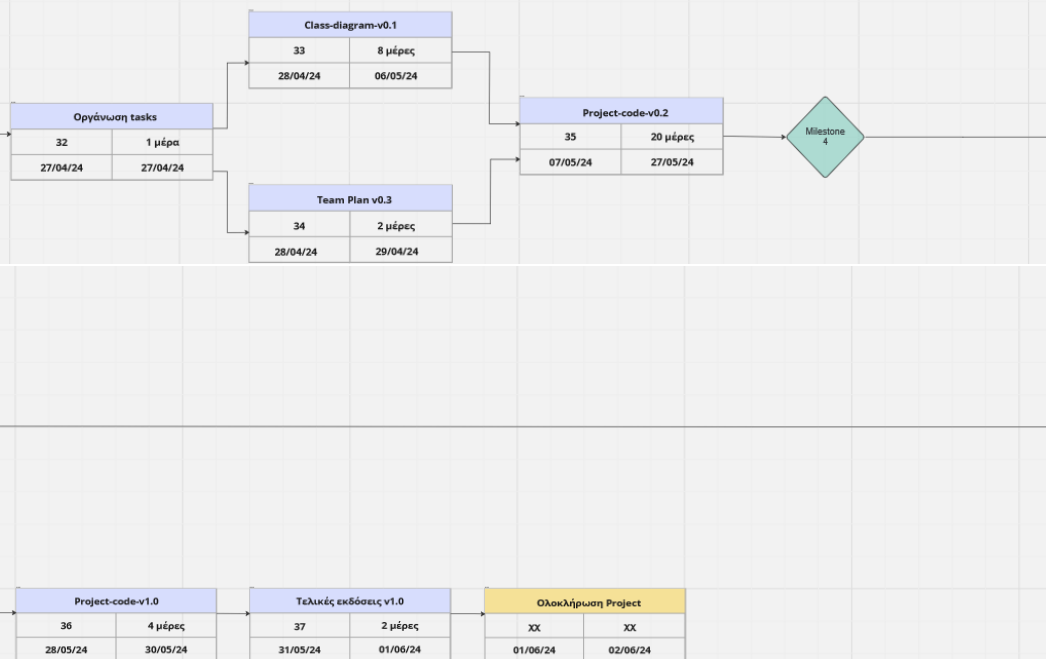 Class-diagram-v0.1
33 8 μέρες
28/04/24 06/05/24
Οργάνωση tasks
32 1 μέρα
27/04/24 27/04/24
Project-code-v0.2
35 20 μέρες
07/05/24 27/05/24
Milestone
4
Team Plan v0.3
34 2 μέρες
28/04/24 29/04/24
Project-code-v1.0
36 4 μέρες
28/05/24 30/05/24
Τελικές εκδόσεις v1.0
37 2 μέρες
31/05/24 01/06/24
Ολοκλήρωση Project
XX XX
01/06/24 02/06/24